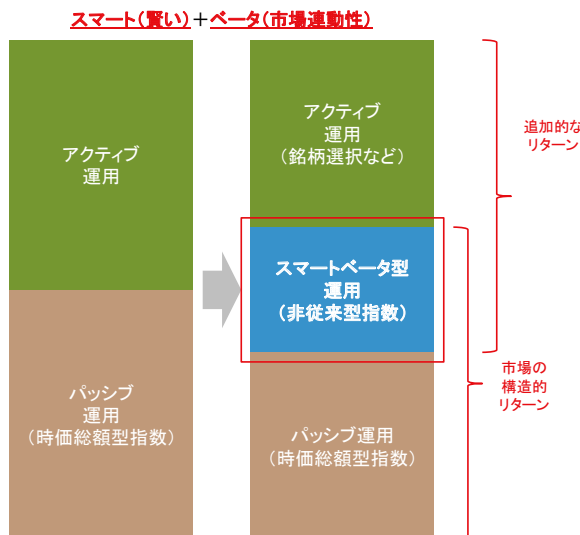 スマート(賢い)＋ベータ(市場連動性)
アクティブ
運用
パッシブ
運用
(時価総額型指数)
アクティブ
運用
(銘柄選択など)
スマートベータ型
運用
(非従来型指数)
パッシブ運用
(時価総額型指数)
追加的な
リターン
市場の
構造的
リターン